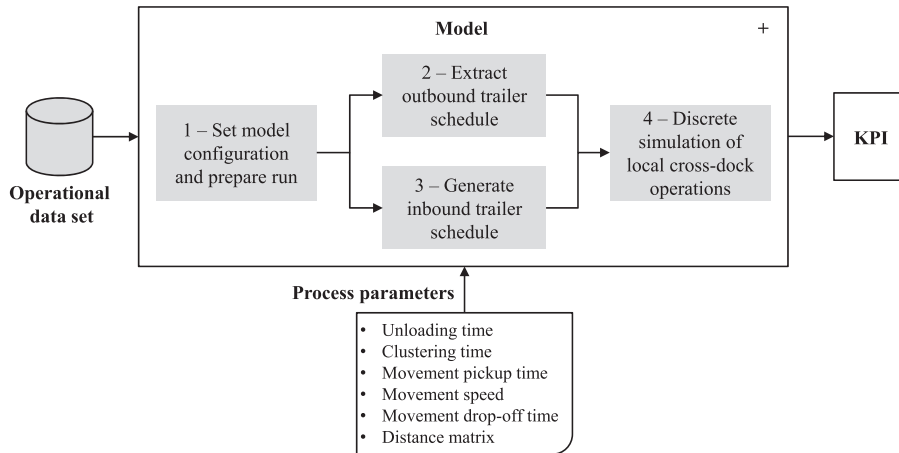 Model
+
Operational
data set
1 – Set model
configuration
and prepare run
2 – Extract
outbound trailer
schedule
3 – Generate
inbound trailer
schedule
4 – Discrete
simulation of
local cross-dock
operations
KPI
Process parameters
• Unloading time
• Clustering time
• Movement pickup time
• Movement speed
• Movement drop-off time
• Distance matrix